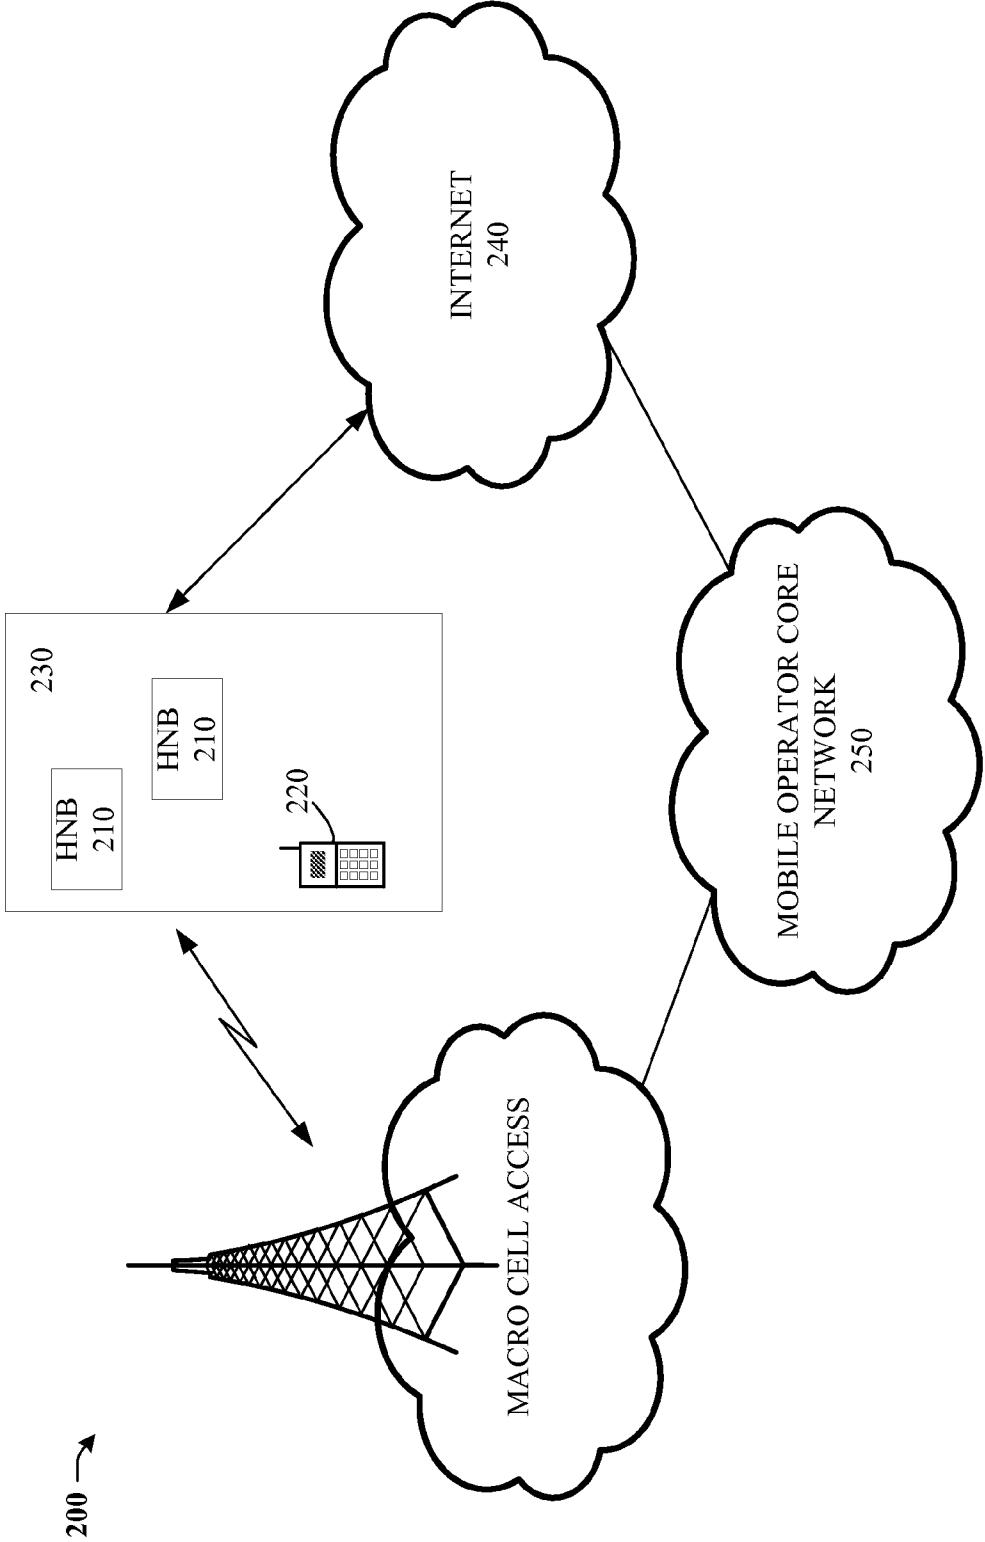 200
HNB
210
HNB
210
230
220
INTERNET
240
MACRO CELL ACCESS
MOBILE OPERATOR CORE
NETWORK
250